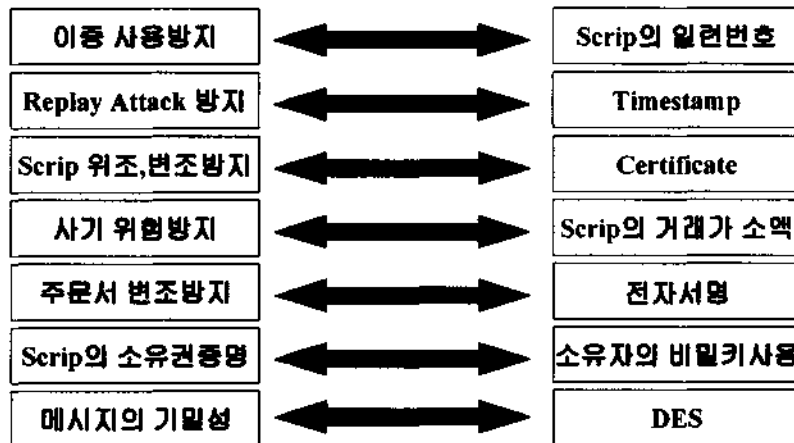 이중 사용방지
Scrip의 일련번호
Replay Attack 방지
Timestamp
Scrip 위조,변조방지
Certificate
사기 위험방지
Scrip의 거래가 소액
주문서 변조방지
전자서명
Scrip의 소유권증명
소유자의 비밀키사용
메시지의 기밀성
DES